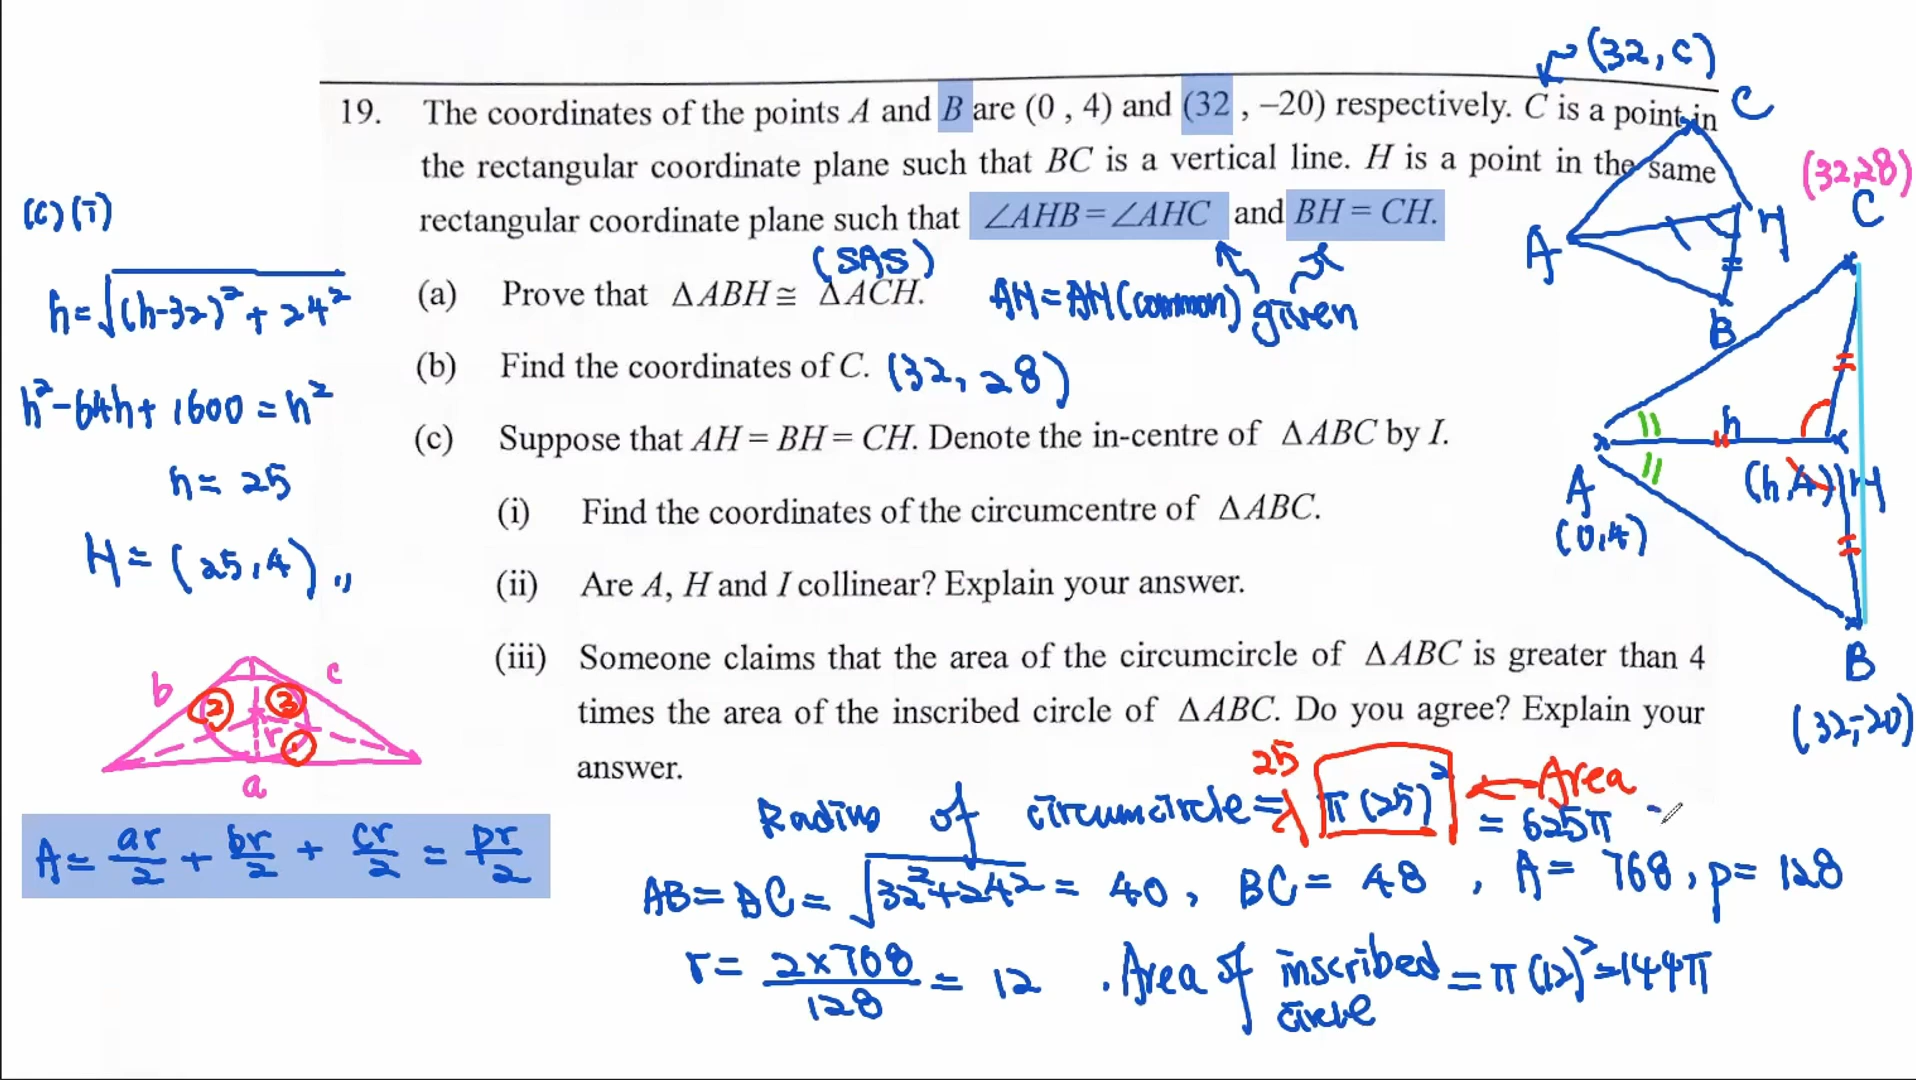 (32, c)
C
19. The coordinates of the points A and B are (0 , 4) and (32 , −20) respectively. C is a point in
the rectangular coordinate plane such that BC is a vertical line. H is a point in the same
rectangular coordinate plane such that ∠AHB = ∠AHC and BH = CH.
(SAS)
(a) Prove that ΔABH ≅ ΔACH.
AH = AH (common) given
(b) Find the coordinates of C. (32, 28)
(c) Suppose that AH = BH = CH. Denote the in-centre of ΔABC by I.
(i) Find the coordinates of the circumcentre of ΔABC.
(ii) Are A, H and I collinear? Explain your answer.
(iii) Someone claims that the area of the circumcircle of ΔABC is greater than 4
times the area of the inscribed circle of ΔABC. Do you agree? Explain your
answer.
(c)(i)
h = √(h-32)² + 24²
h² - 64h + 1600 = h²
h = 25
H = (25, 4)
b
c
2
3
r
1
a
A = ar/2 + br/2 + cr/2 = pr/2
A
H
B
(32,28)
C
h
A
(0,4)
(h,4)
H
B
(32,-20)
25
Radius of circumcircle = π(25)² ← Area
= 625π
AB = AC = √32²+24² = 40, BC = 48, A = 768, p = 128
r = 2×768/128 = 12. Area of inscribed circle = π(12)² = 144π